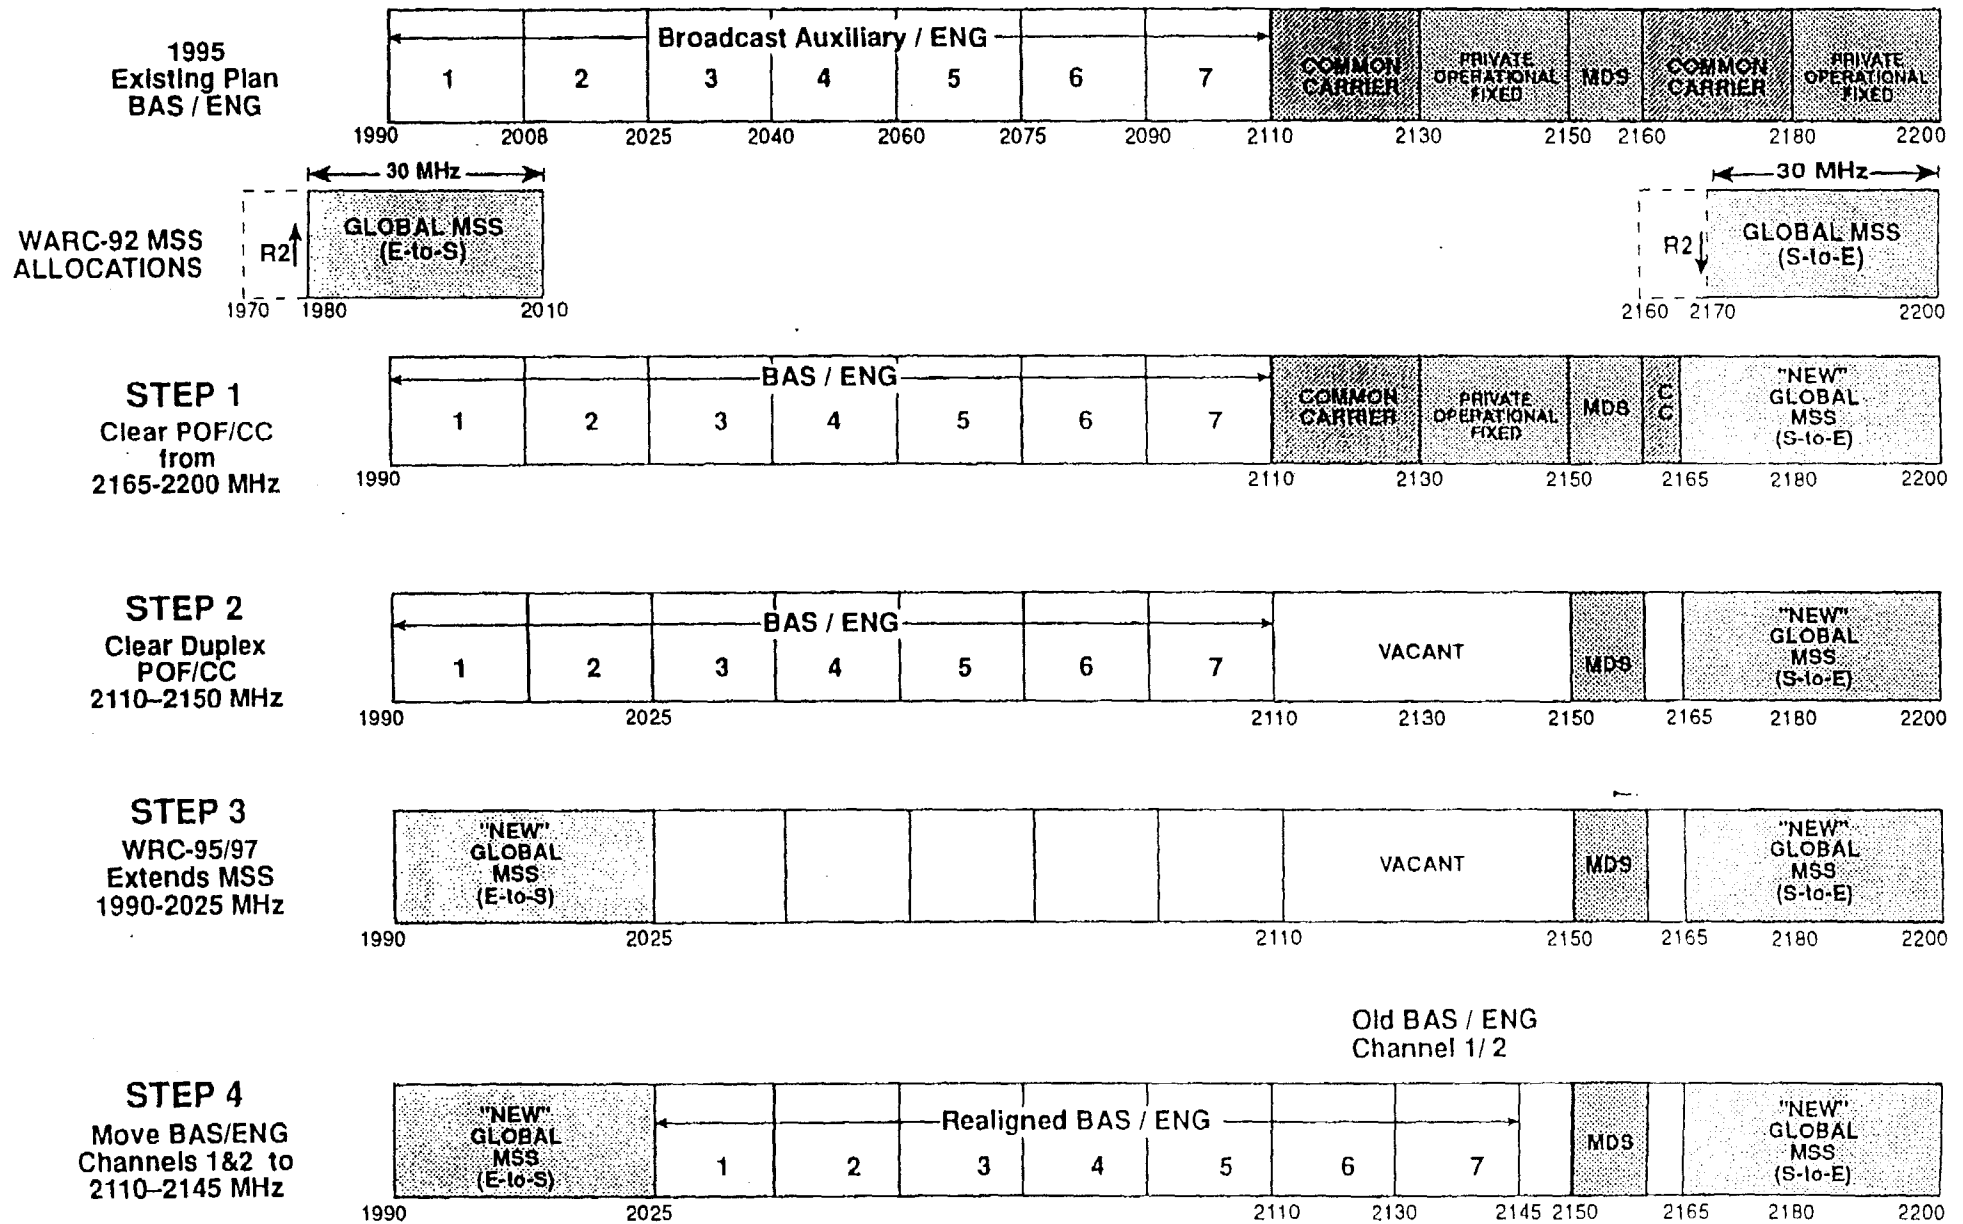 1995
Existing Plan
BAS / ENG
Broadcast Auxiliary / ENG
1 2 3 4 5 6 7
COMMON
CARRIER
PRIVATE
OPERATIONAL
FIXED
MDS
COMMON
CARRIER
PRIVATE
OPERATIONAL
FIXED
1990 2008 2025 2040 2060 2075 2090 2110 2130 2150 2160 2180 2200
30 MHz
30 MHz
WARC-92 MSS
ALLOCATIONS
R2
GLOBAL MSS
(E-to-S)
R2
GLOBAL MSS
(S-to-E)
1970 1980 2010 2160 2170 2200
STEP 1
Clear POF/CC
from
2165-2200 MHz
BAS / ENG
1 2 3 4 5 6 7
COMMON
CARRIER
PRIVATE
OPERATIONAL
FIXED
MDS
C
C
"NEW"
GLOBAL
MSS
(S-to-E)
1990 2110 2130 2150 2165 2180 2200
STEP 2
Clear Duplex
POF/CC
2110–2150 MHz
BAS / ENG
1 2 3 4 5 6 7
VACANT
MDS
"NEW"
GLOBAL
MSS
(S-to-E)
1990 2025 2110 2130 2150 2165 2180 2200
STEP 3
WRC-95/97
Extends MSS
1990-2025 MHz
"NEW"
GLOBAL
MSS
(E-to-S)
VACANT
MDS
"NEW"
GLOBAL
MSS
(S-to-E)
1990 2025 2110 2150 2165 2180 2200
Old BAS / ENG
Channel 1/ 2
STEP 4
Move BAS/ENG
Channels 1&2 to
2110–2145 MHz
"NEW"
GLOBAL
MSS
(E-to-S)
Realigned BAS / ENG
1 2 3 4 5 6 7
MDS
"NEW"
GLOBAL
MSS
(S-to-E)
1990 2025 2110 2130 2145 2150 2165 2180 2200